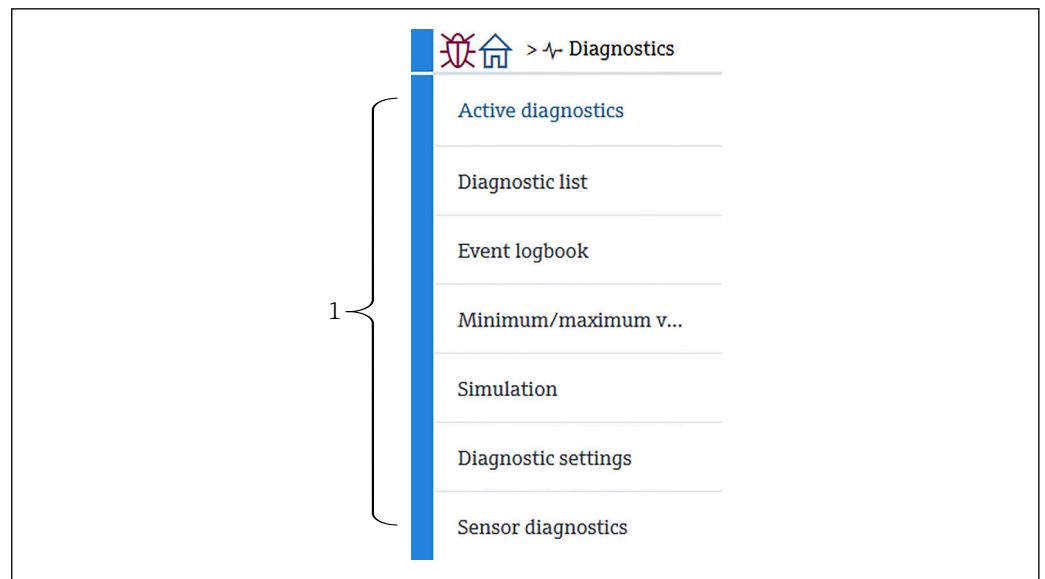 > Diagnostics
Active diagnostics
Diagnostic list
Event logbook
1
Minimum/maximum v...
Simulation
Diagnostic settings
Sensor diagnostics